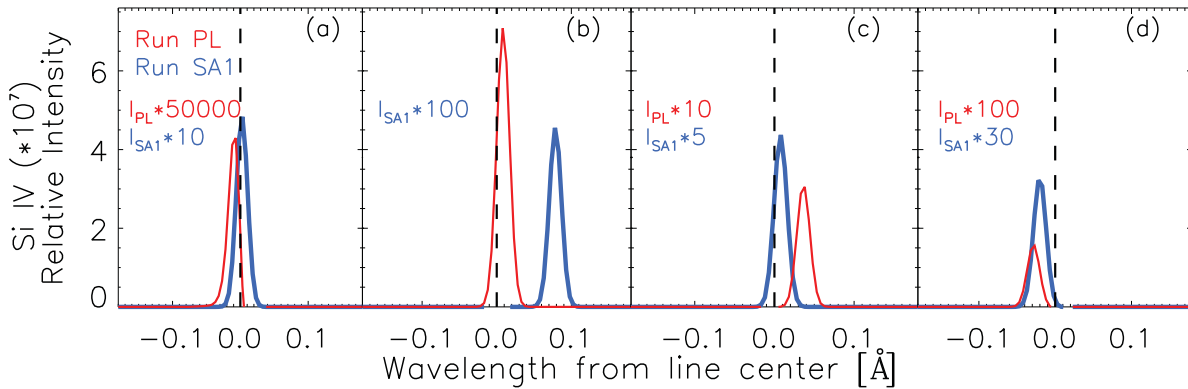 (a) (b) (c) (d)
Run PL
Run SA1
I_PL*50000
I_SA1*10
I_SA1*100
I_PL*10
I_SA1*5
I_PL*100
I_SA1*30
Si IV (*10⁷)
Relative Intensity
6
4
2
0
−0.1 0.0 0.1 −0.1 0.0 0.1 −0.1 0.0 0.1 −0.1 0.0 0.1
Wavelength from line center [Å]